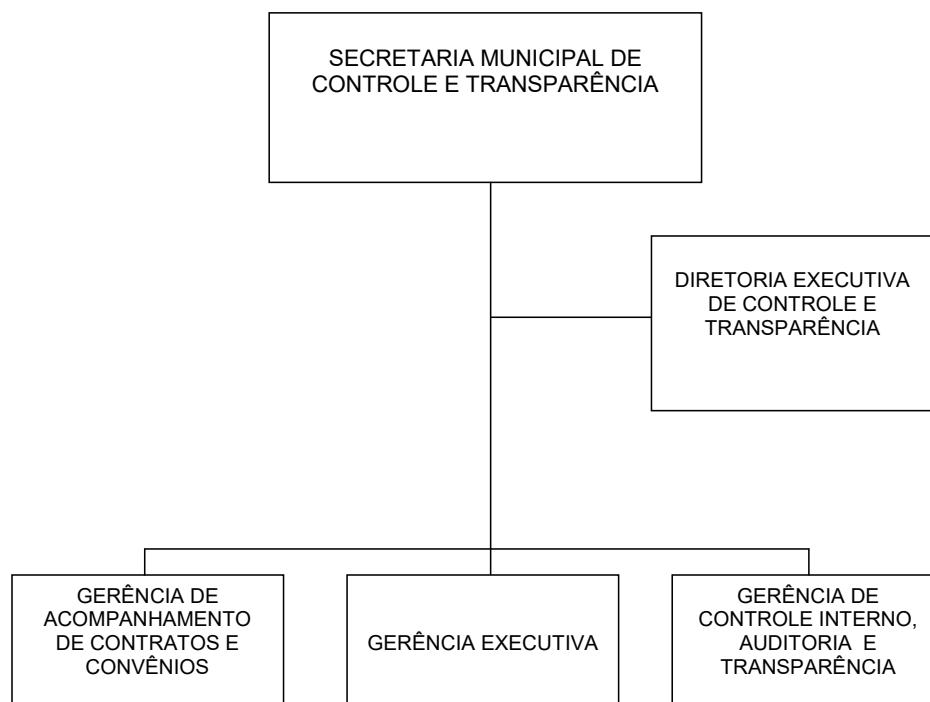 SECRETARIA MUNICIPAL DE
CONTROLE E TRANSPARÊNCIA
DIRETORIA EXECUTIVA
DE CONTROLE E
TRANSPARÊNCIA
GERÊNCIA DE
ACOMPANHAMENTO
DE CONTRATOS E
CONVÊNIOS
GERÊNCIA EXECUTIVA
GERÊNCIA DE
CONTROLE INTERNO,
AUDITORIA E
TRANSPARÊNCIA